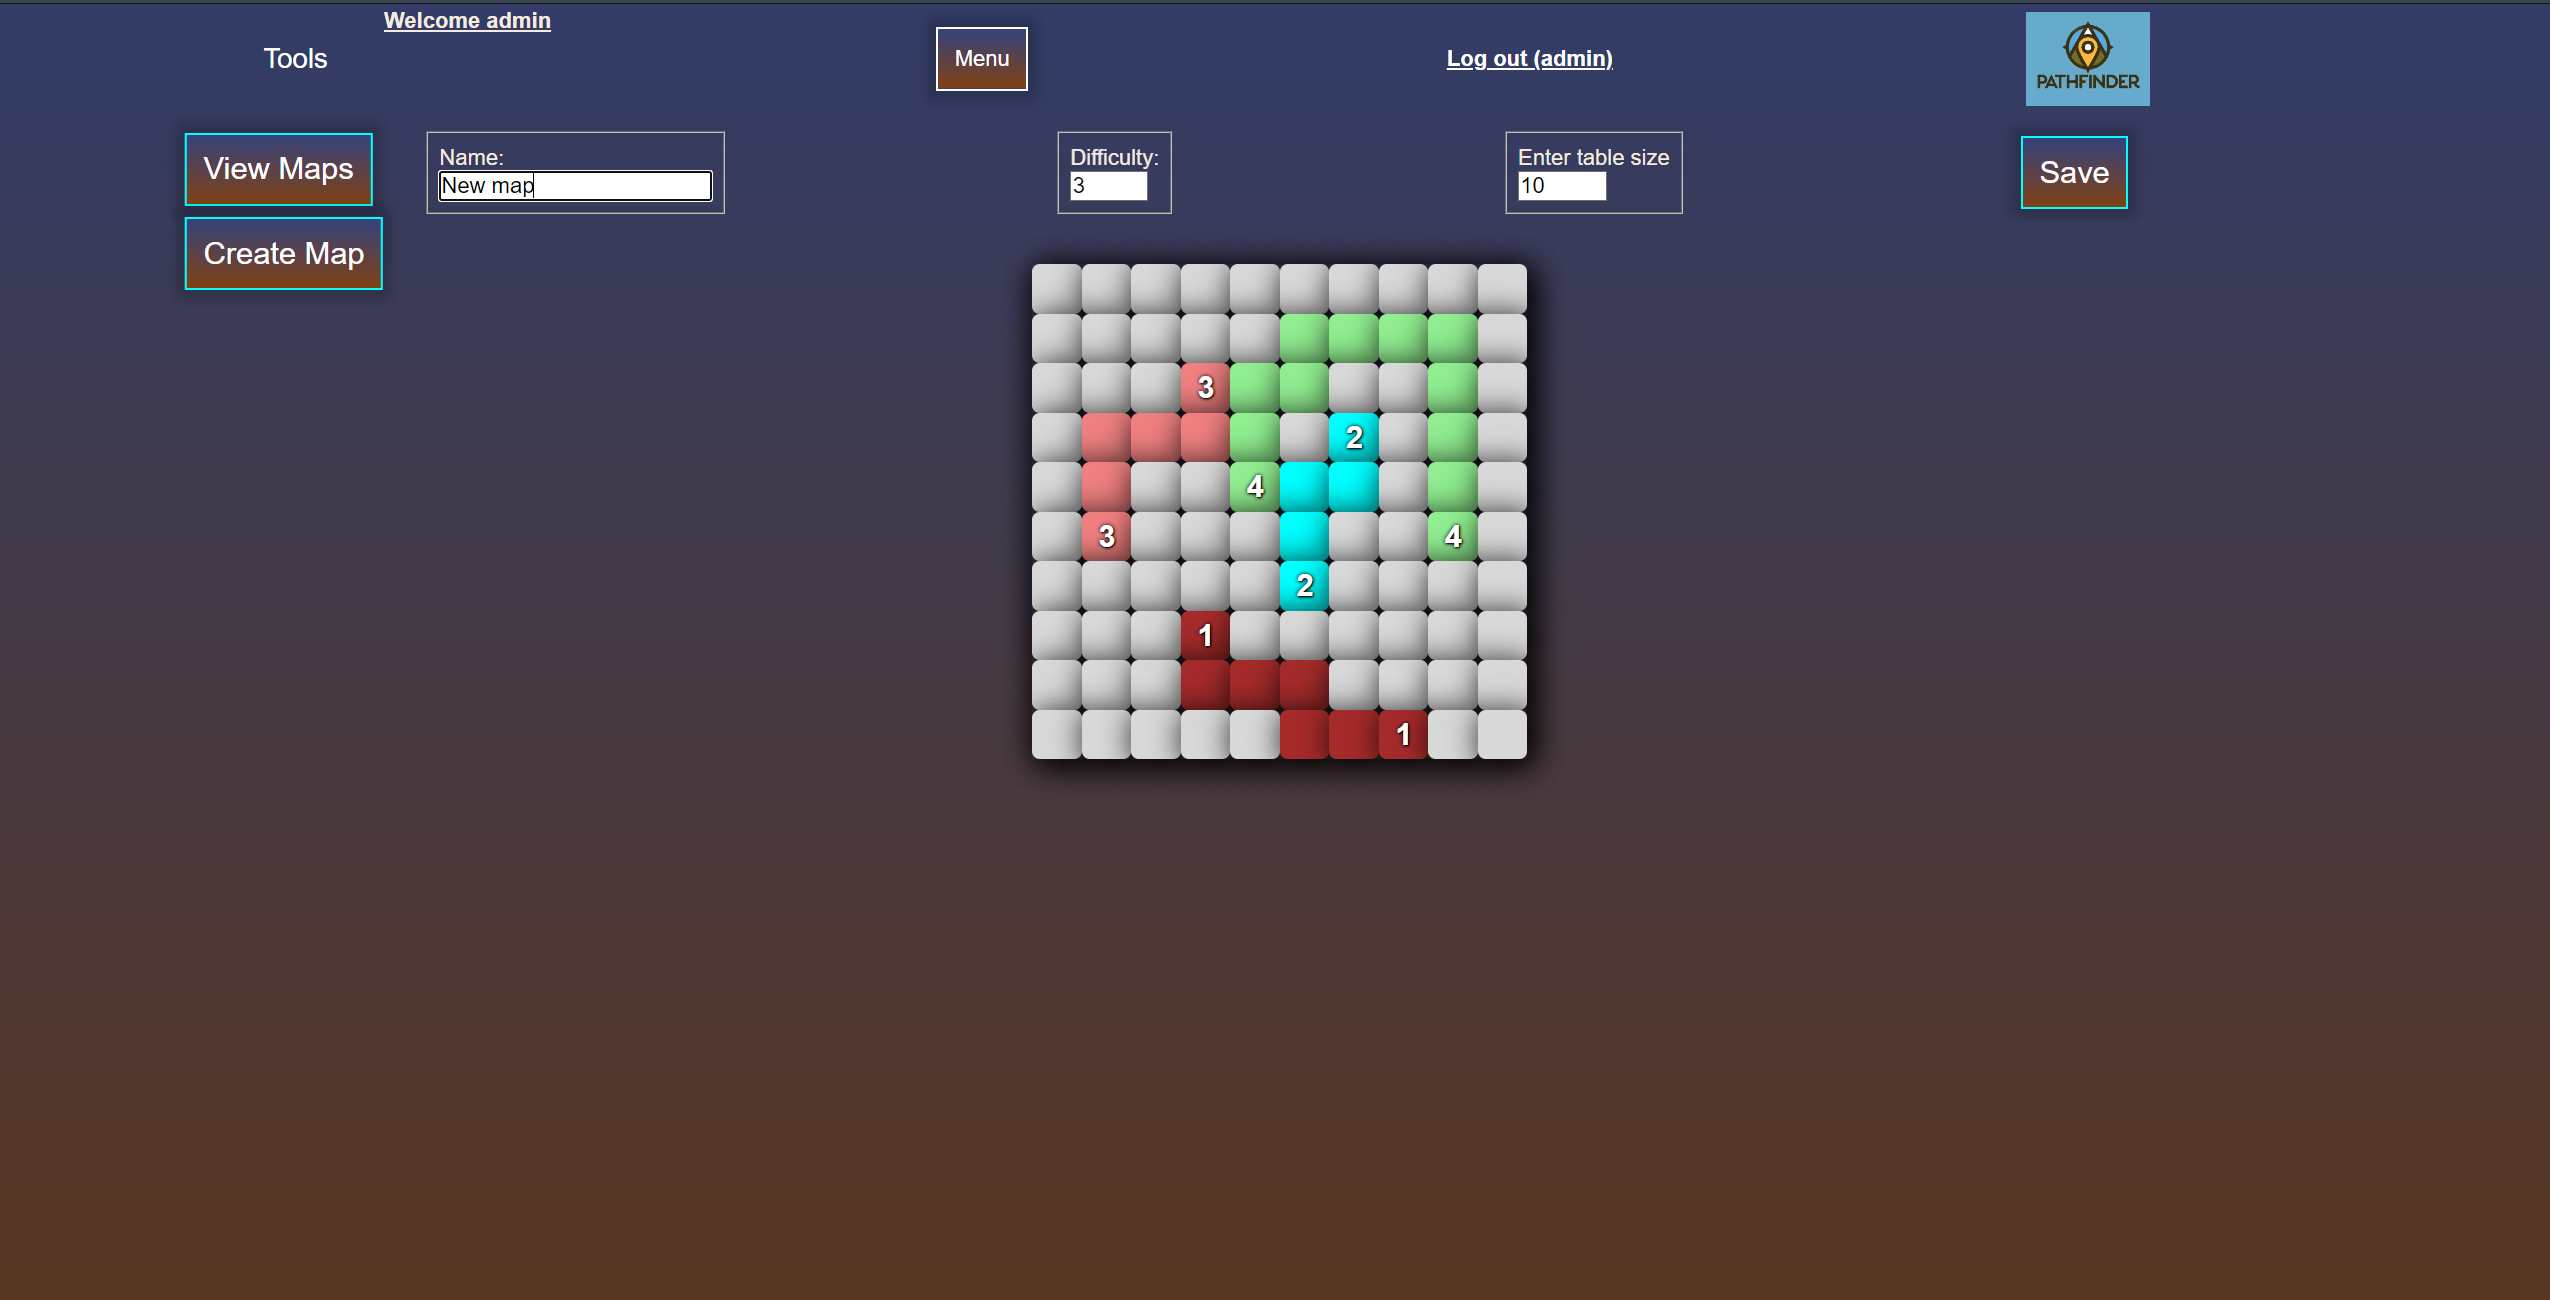 Welcome admin
Tools
Menu
Log out (admin)
PATHFINDER
View Maps
Name:
New map
Difficulty:
3
Enter table size
10
Save
Create Map
3
2
4
3
4
2
1
1